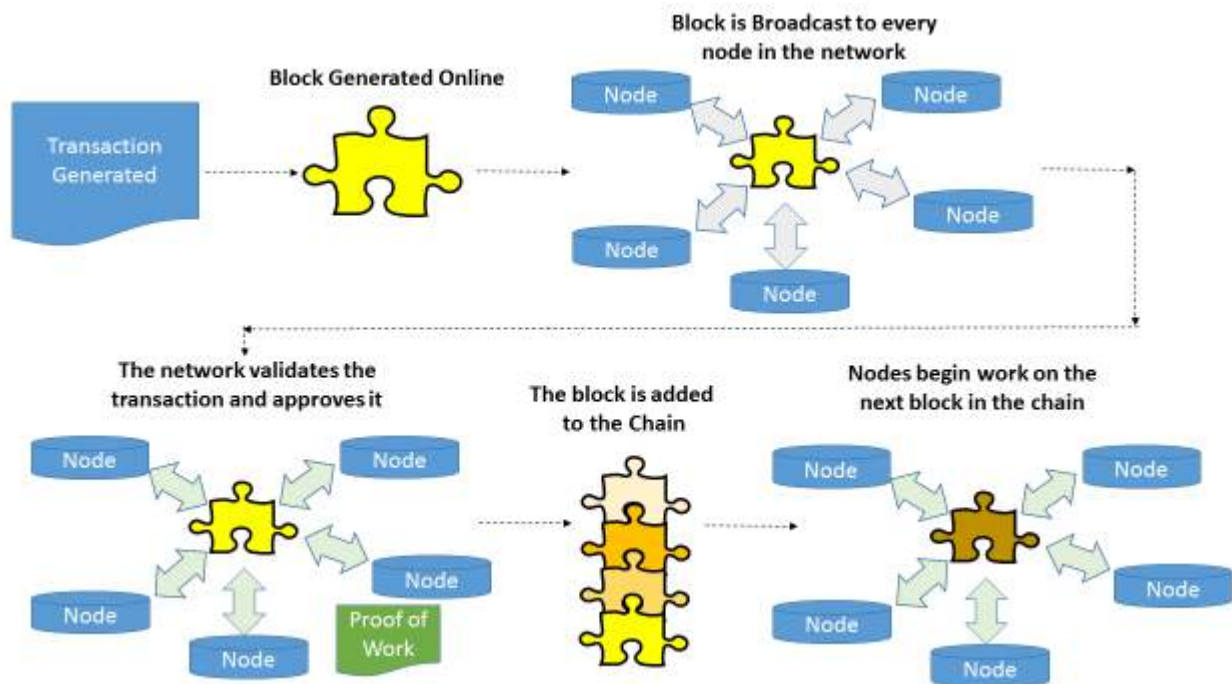 Block is Broadcast to every
node in the network
Block Generated Online
Transaction
Generated
Node
Node
Node
Node
Node
The network validates the
transaction and approves it
Node
Node
Node
Node
Node
Proof of
Work
The block is added
to the Chain
Nodes begin work on the
next block in the chain
Node
Node
Node
Node
Node